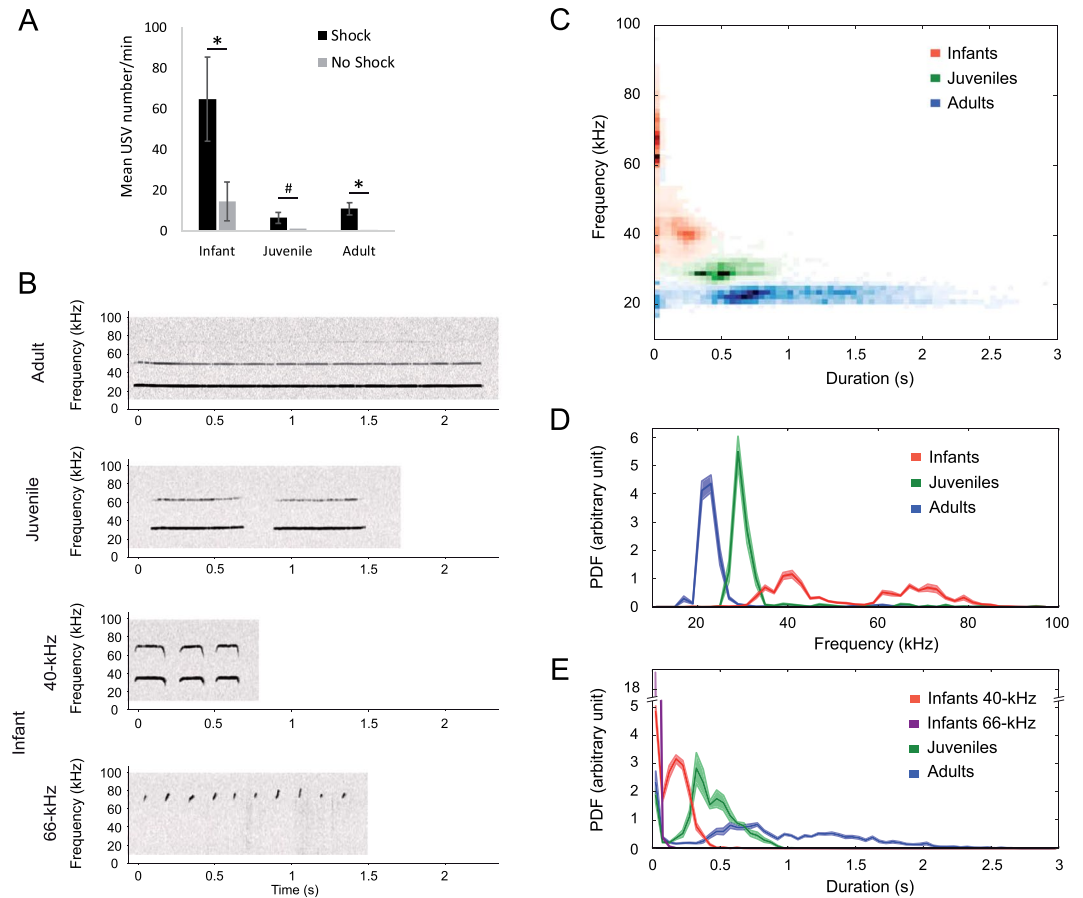 A
Mean USV number/min
100
80
60
40
20
0
*
#
*
Shock
No Shock
Infant Juvenile Adult
B
Adult
Frequency (kHz)
100
80
60
40
20
0
0 0.5 1 1.5 2
Juvenile
Frequency (kHz)
100
80
60
40
20
0
0 0.5 1 1.5 2
Infant
40-kHz
Frequency (kHz)
100
80
60
40
20
0
0 0.5 1 1.5 2
66-kHz
Frequency (kHz)
100
80
60
40
20
0
0 0.5 1 1.5 2
Time (s)
C
Frequency (kHz)
100
80
60
40
20
Infants
Juveniles
Adults
0 0.5 1 1.5 2 2.5 3
Duration (s)
D
PDF (arbitrary unit)
6
5
4
3
2
1
0
Infants
Juveniles
Adults
20 40 60 80 100
Frequency (kHz)
E
PDF (arbitrary unit)
18
5
4
3
2
1
0
Infants 40-kHz
Infants 66-kHz
Juveniles
Adults
0 0.5 1 1.5 2 2.5 3
Duration (s)